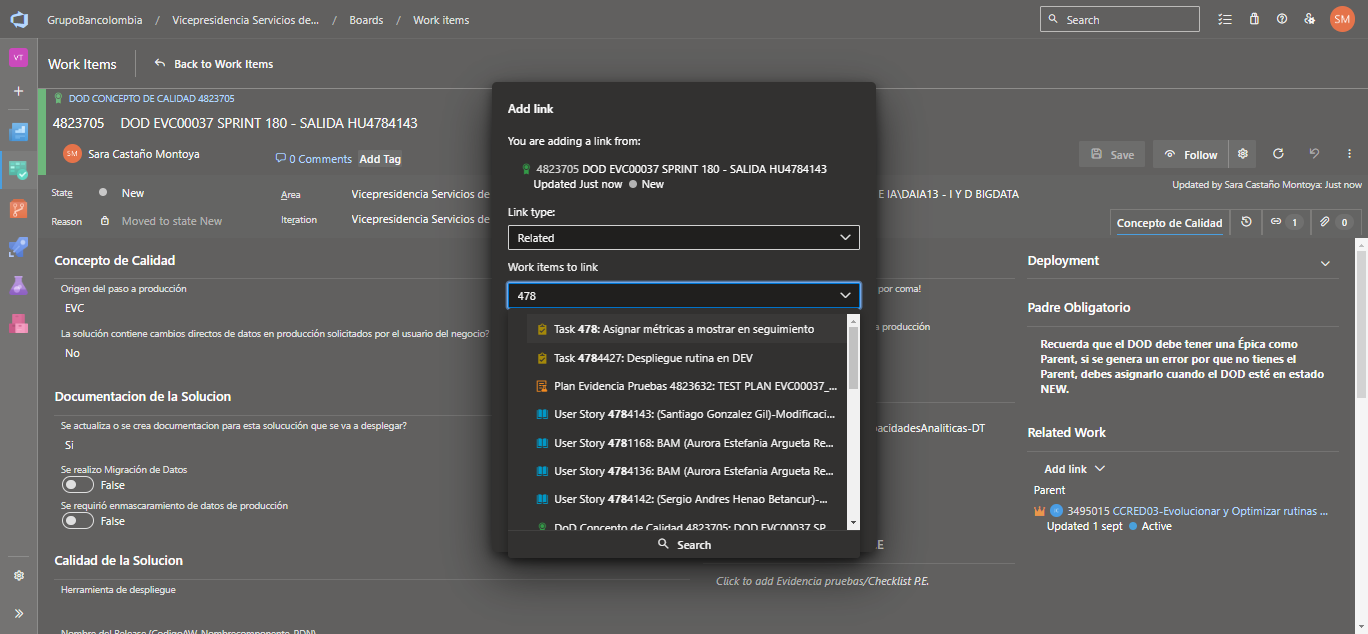 GrupoBancolombia / Vicepresidencia Servicios de... / Boards / Work items
Search
SM
VT
Work Items
Back to Work Items
DOD CONCEPTO DE CALIDAD 4823705
4823705 DOD EVC00037 SPRINT 180 - SALIDA HU4784143
SM Sara Castaño Montoya
0 Comments Add Tag
Save
Follow
State New
Area Vicepresidencia Servicios de
E IA\DAIA13 - I Y D BIGDATA
Updated by Sara Castaño Montoya: Just now
Reason Moved to state New
Iteration Vicepresidencia Servicios de
Concepto de Calidad
1
0
Concepto de Calidad
Origen del paso a producción
EVC
La solución contiene cambios directos de datos en producción solicitados por el usuario del negocio?
No
Documentacion de la Solucion
Se actualiza o se crea documentacion para esta solucución que se va a desplegar?
Si
Se realizo Migración de Datos
False
Se requirió enmascaramiento de datos de producción
False
Calidad de la Solucion
Herramienta de despliegue
Nombre del Release (CodigoAW_Nombrecomponente_PDN)
Add link
You are adding a link from:
4823705 DOD EVC00037 SPRINT 180 - SALIDA HU4784143
Updated Just now New
Link type:
Related
Work items to link
478
Task 478: Asignar métricas a mostrar en seguimiento
Task 4784427: Despliegue rutina en DEV
Plan Evidencia Pruebas 4823632: TEST PLAN EVC00037_...
User Story 4784143: (Santiago Gonzalez Gil)-Modificaci...
User Story 4781168: BAM (Aurora Estefania Argueta Re...
User Story 4784136: BAM (Aurora Estefania Argueta Re...
User Story 4784142: (Sergio Andres Henao Betancur)-...
DoD Concepto de Calidad 4823705: DOD EVC00037 SP
Search
por coma!
a producción
acidadesAnaliticas-DT
E
Click to add Evidencia pruebas/Checklist P.E.
Deployment
Padre Obligatorio
Recuerda que el DOD debe tener una Épica como
Parent, si se genera un error por que no tienes el
Parent, debes asignarlo cuando el DOD esté en estado
NEW.
Related Work
Add link
Parent
3495015 CCRED03-Evolucionar y Optimizar rutinas ...
Updated 1 sept Active